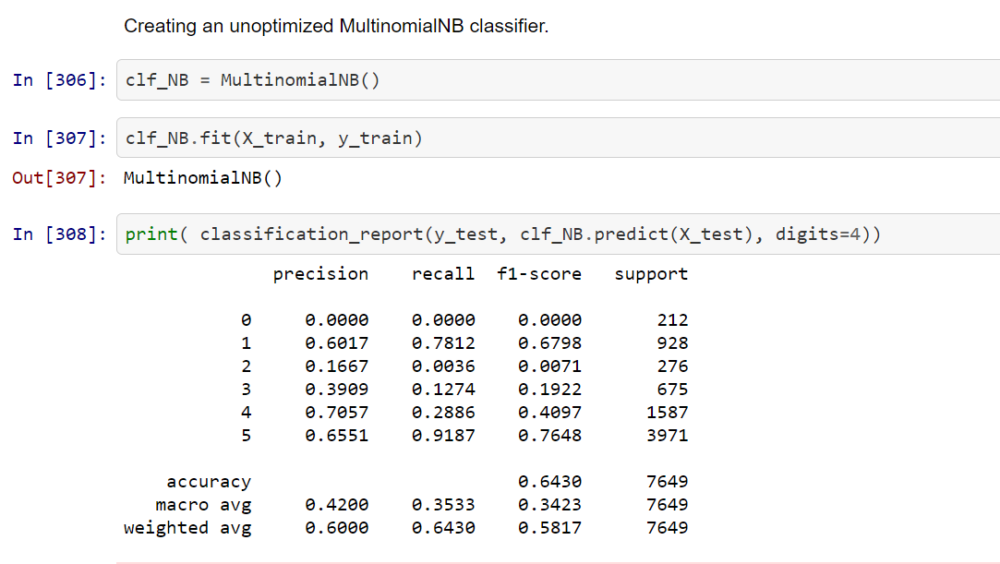 Creating an unoptimized MultinomialNB classifier.
In [306]: clf_NB = MultinomialNB()
In [307]: clf_NB.fit(X_train, y_train)
Out[307]: MultinomialNB()
In [308]: print( classification_report(y_test, clf_NB.predict(X_test), digits=4))
precision recall f1-score support
0 0.0000 0.0000 0.0000 212
1 0.6017 0.7812 0.6798 928
2 0.1667 0.0036 0.0071 276
3 0.3909 0.1274 0.1922 675
4 0.7057 0.2886 0.4097 1587
5 0.6551 0.9187 0.7648 3971
accuracy 0.6430 7649
macro avg 0.4200 0.3533 0.3423 7649
weighted avg 0.6000 0.6430 0.5817 7649